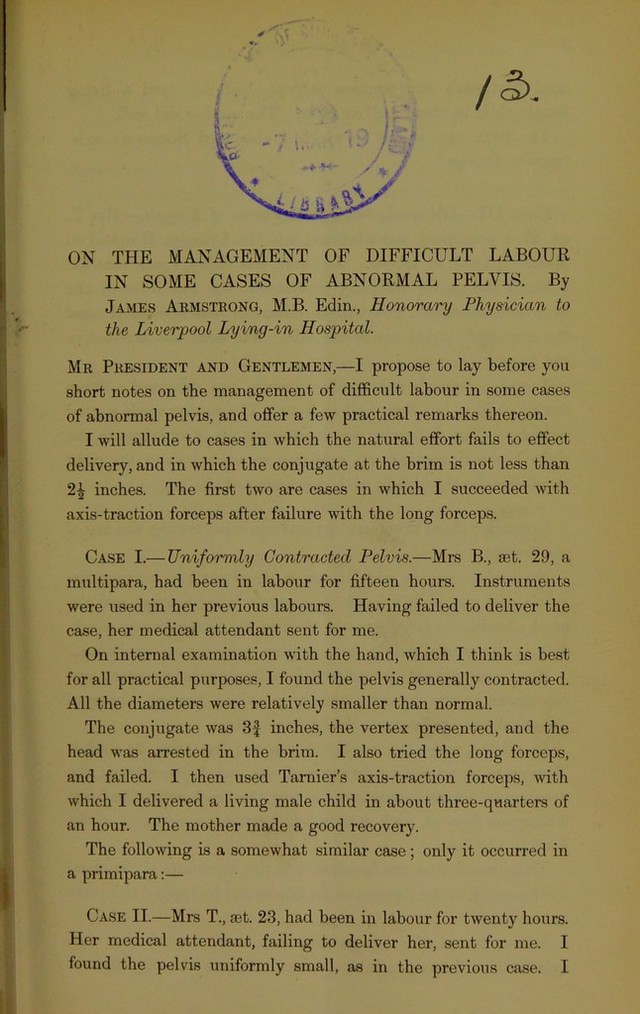 13.
LIBRARY
ON THE MANAGEMENT OF DIFFICULT LABOUR
IN SOME CASES OF ABNORMAL PELVIS. By
JAMES ARMSTRONG, M.B. Edin., Honorary Physician to
the Liverpool Lying-in Hospital.
MR PRESIDENT AND GENTLEMEN,—I propose to lay before you
short notes on the management of difficult labour in some cases
of abnormal pelvis, and offer a few practical remarks thereon.
I will allude to cases in which the natural effort fails to effect
delivery, and in which the conjugate at the brim is not less than
2½ inches. The first two are cases in which I succeeded with
axis-traction forceps after failure with the long forceps.
CASE I.—Uniformly Contracted Pelvis.—Mrs B., æt. 29, a
multipara, had been in labour for fifteen hours. Instruments
were used in her previous labours. Having failed to deliver the
case, her medical attendant sent for me.
On internal examination with the hand, which I think is best
for all practical purposes, I found the pelvis generally contracted.
All the diameters were relatively smaller than normal.
The conjugate was 3¾ inches, the vertex presented, and the
head was arrested in the brim. I also tried the long forceps,
and failed. I then used Tarnier's axis-traction forceps, with
which I delivered a living male child in about three-quarters of
an hour. The mother made a good recovery.
The following is a somewhat similar case; only it occurred in
a primipara:—
CASE II.—Mrs T., æt. 23, had been in labour for twenty hours.
Her medical attendant, failing to deliver her, sent for me. I
found the pelvis uniformly small, as in the previous case. I